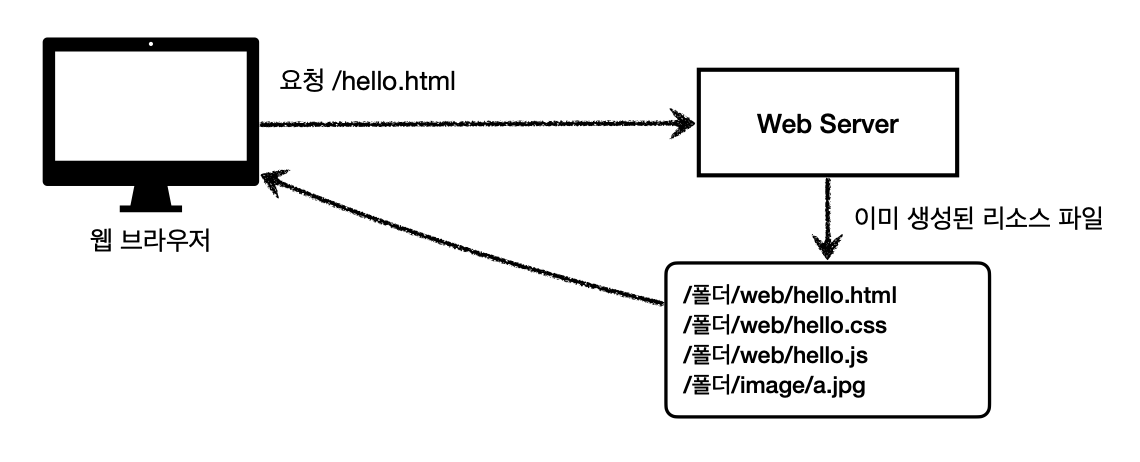 요청 /hello.html
Web Server
웹 브라우저
이미 생성된 리소스 파일
/폴더/web/hello.html
/폴더/web/hello.css
/폴더/web/hello.js
/폴더/image/a.jpg